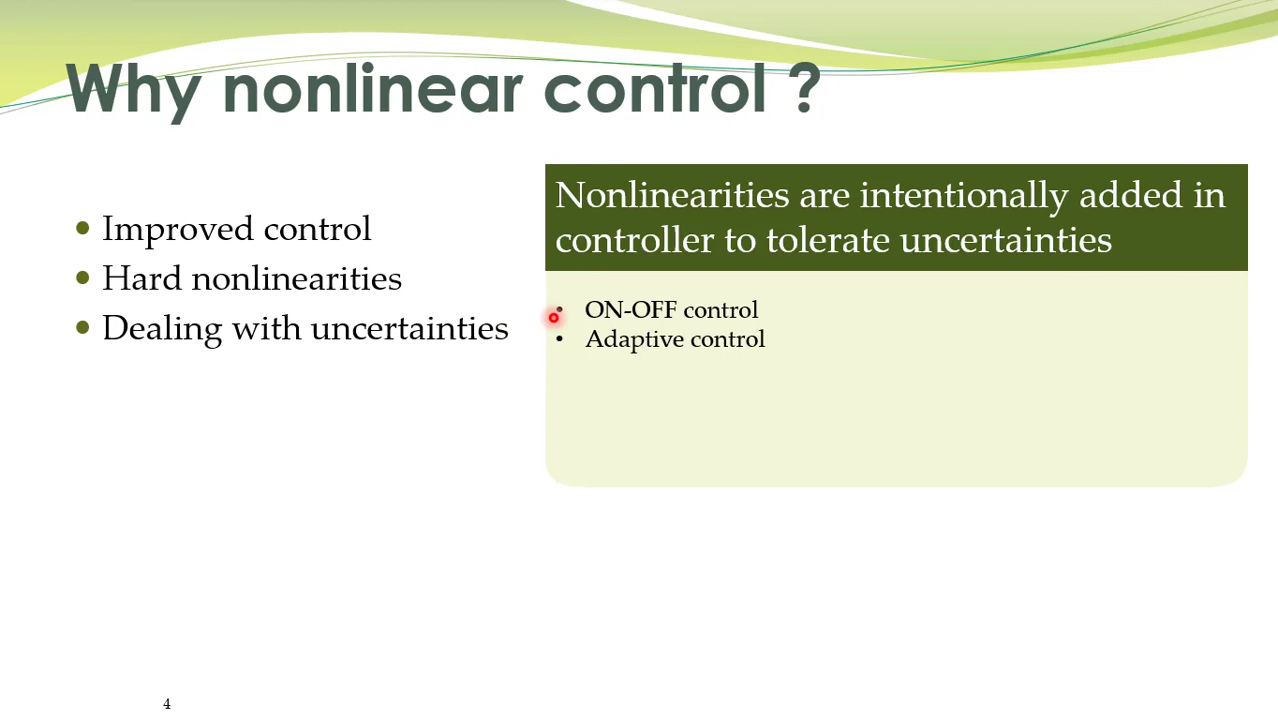 Why nonlinear control ?
• Improved control
• Hard nonlinearities
• Dealing with uncertainties
Nonlinearities are intentionally added in
controller to tolerate uncertainties
• ON-OFF control
• Adaptive control
4